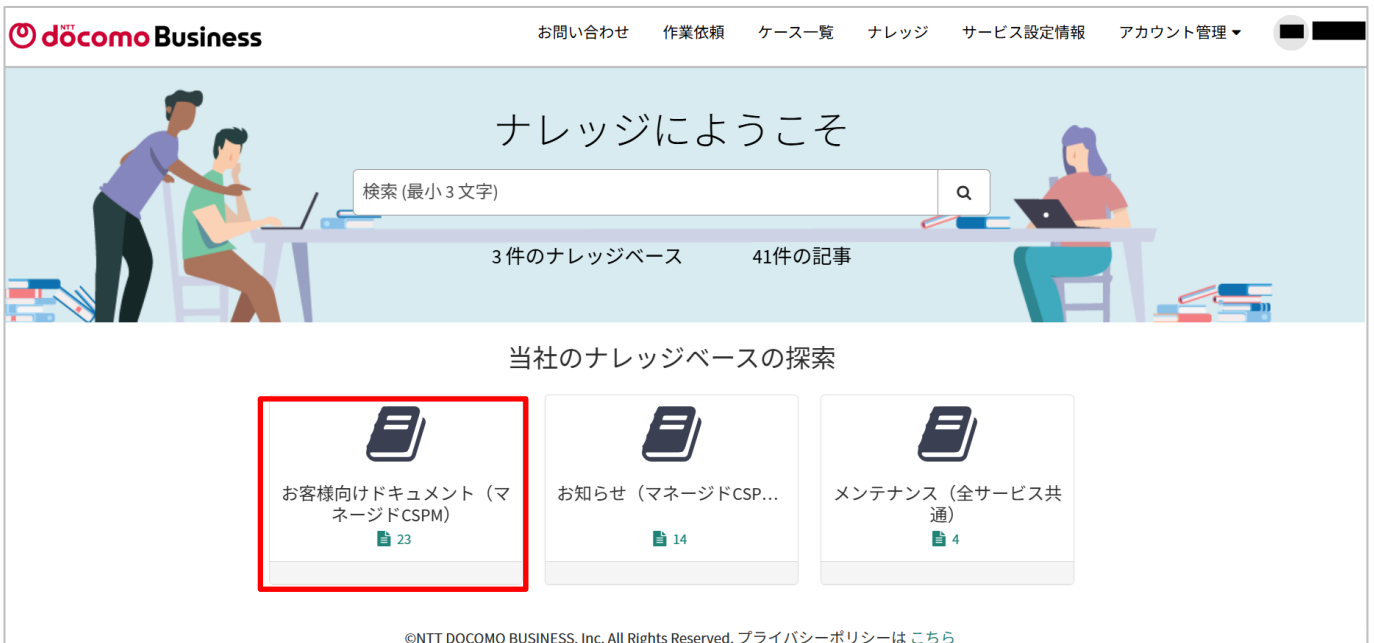 NTT
döcomo Business
お問い合わせ 作業依頼 ケース一覧 ナレッジ サービス設定情報 アカウント管理
ナレッジにようこそ
検索 (最小 3 文字)
3 件のナレッジベース 41件の記事
当社のナレッジベースの探索
お客様向けドキュメント（マ
ネージドCSPM）
23
お知らせ（マネージドCSP...
14
メンテナンス（全サービス共
通）
4
©NTT DOCOMO BUSINESS, Inc. All Rights Reserved. プライバシーポリシーは こちら